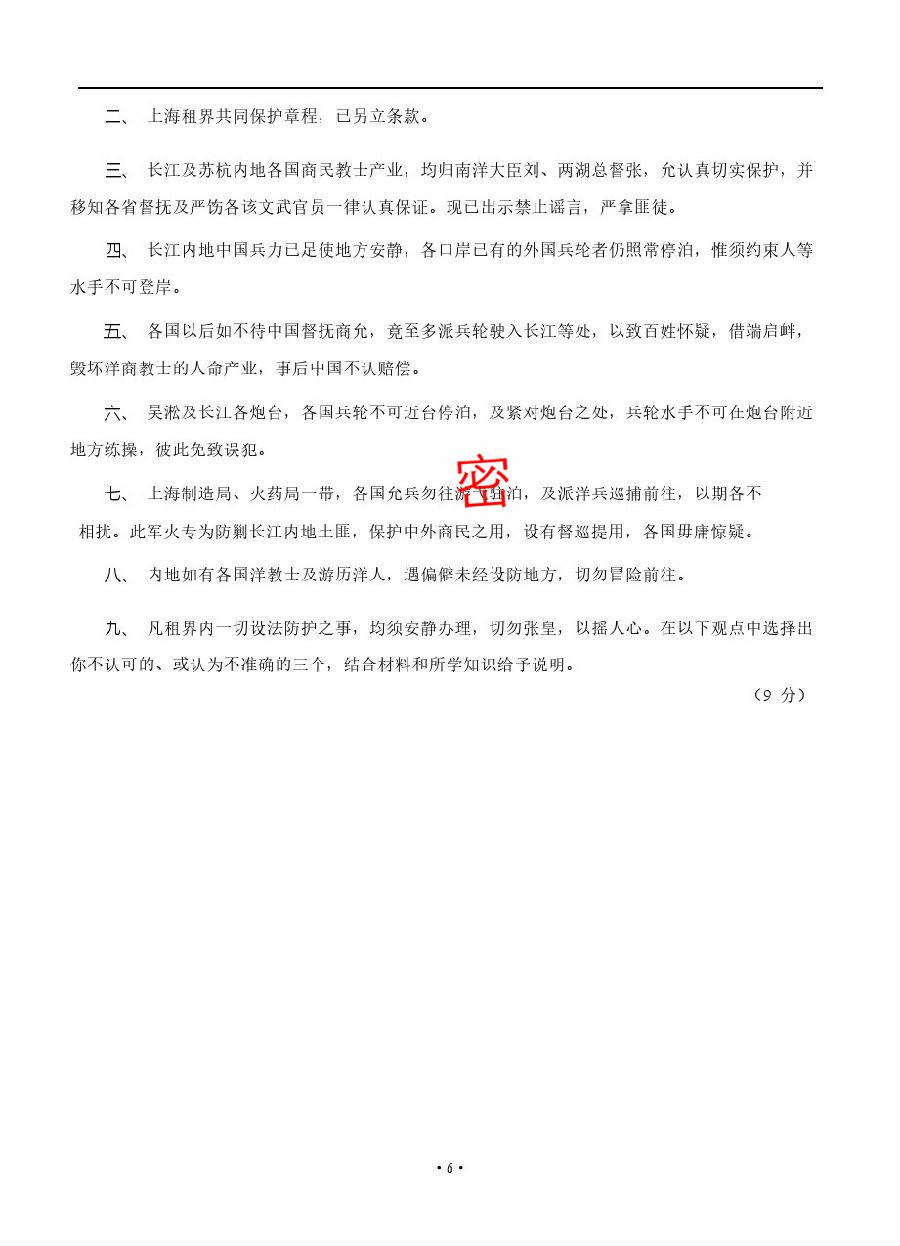 二、 上海租界共同保护章程，已另立条款。
三、 长江及苏杭内地各国商民教士产业，均归南洋大臣刘、两湖总督张，允认真切实保护，并
移知各省督抚及严饬各该文武官员一律认真保证。现已出示禁止谣言，严拿匪徒。
四、 长江内地中国兵力已足使地方安静，各口岸已有的外国兵轮者仍照常停泊，惟须约束人等
水手不可登岸。
五、 各国以后如不待中国督抚商允，竟至多派兵轮驶入长江等处，以致百姓怀疑，借端启衅，
毁坏洋商教士的人命产业，事后中国不认赔偿。
六、 吴淞及长江各炮台，各国兵轮不可近台停泊，及紧对炮台之处，兵轮水手不可在炮台附近
地方练操，彼此免致误犯。
密
七、 上海制造局、火药局一带，各国允兵勿往游弋驻泊，及派洋兵巡捕前往，以期各不
相扰。此军火专为防剿长江内地土匪，保护中外商民之用，设有督巡提用，各国毋庸惊疑。
八、 内地如有各国洋教士及游历洋人，遇偏僻未经设防地方，切勿冒险前往。
九、 凡租界内一切设法防护之事，均须安静办理，切勿张皇，以摇人心。在以下观点中选择出
你不认可的、或认为不准确的三个，结合材料和所学知识给予说明。
（9 分）
·6·